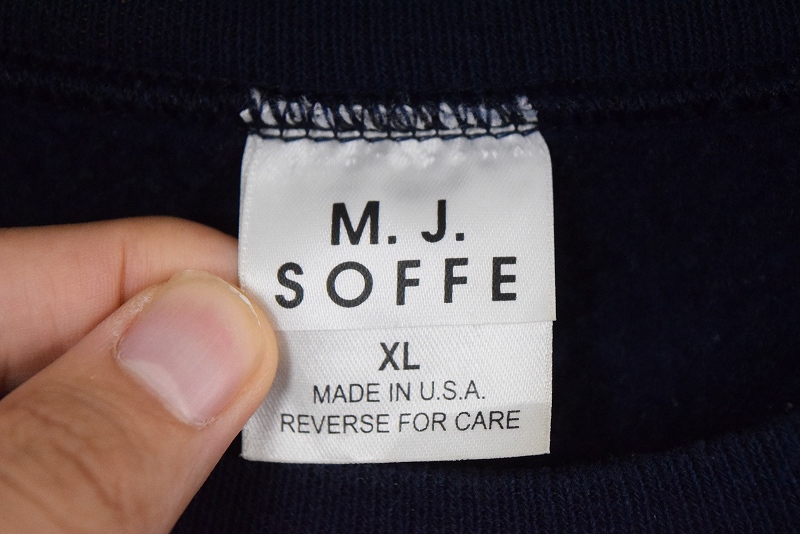 M. J.
SOFFE
XL
MADE IN U.S.A.
REVERSE FOR CARE